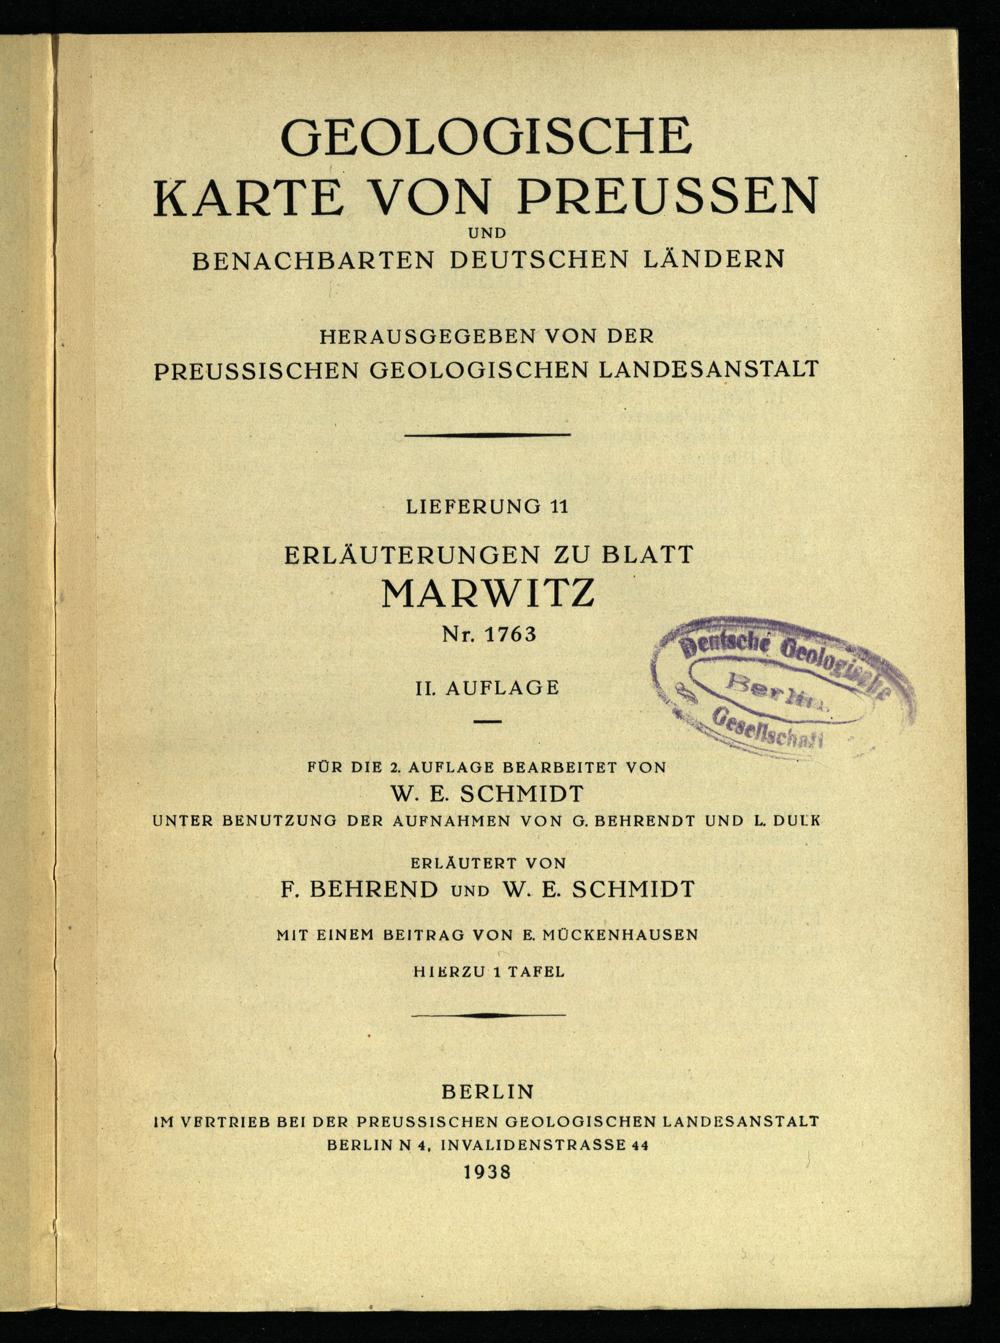 GEOLOGISCHE
KARTE VON PREUSSEN
UND
BENACHBARTEN DEUTSCHEN LÄNDERN
HERAUSGEGEBEN VON DER
PREUSSISCHEN GEOLOGISCHEN LANDESANSTALT
LIEFERUNG 11
ERLÄUTERUNGEN ZU BLATT
MARWITZ
Nr. 1763
II. AUFLAGE
Deutsche Geologische
Berlin.
Gesellschaft
FÜR DIE 2. AUFLAGE BEARBEITET VON
W. E. SCHMIDT
UNTER BENUTZUNG DER AUFNAHMEN VON G. BEHRENDT UND L. DULK
ERLÄUTERT VON
F. BEHREND UND W. E. SCHMIDT
MIT EINEM BEITRAG VON E. MÜCKENHAUSEN
HIERZU 1 TAFEL
BERLIN
IM VERTRIEB BEI DER PREUSSISCHEN GEOLOGISCHEN LANDESANSTALT
BERLIN N 4, INVALIDENSTRASSE 44
1938